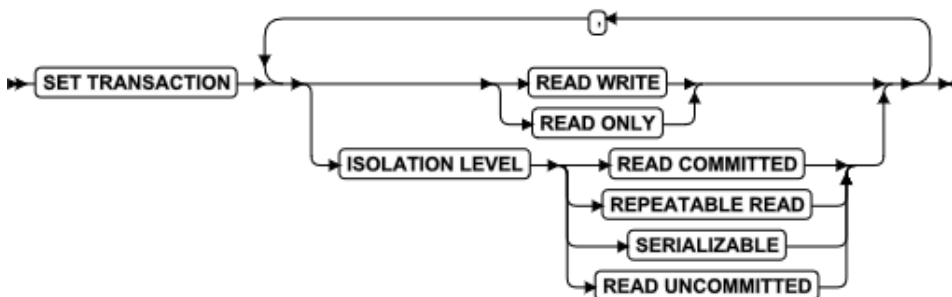 ,
SET TRANSACTION
READ WRITE
READ ONLY
ISOLATION LEVEL
READ COMMITTED
REPEATABLE READ
SERIALIZABLE
READ UNCOMMITTED